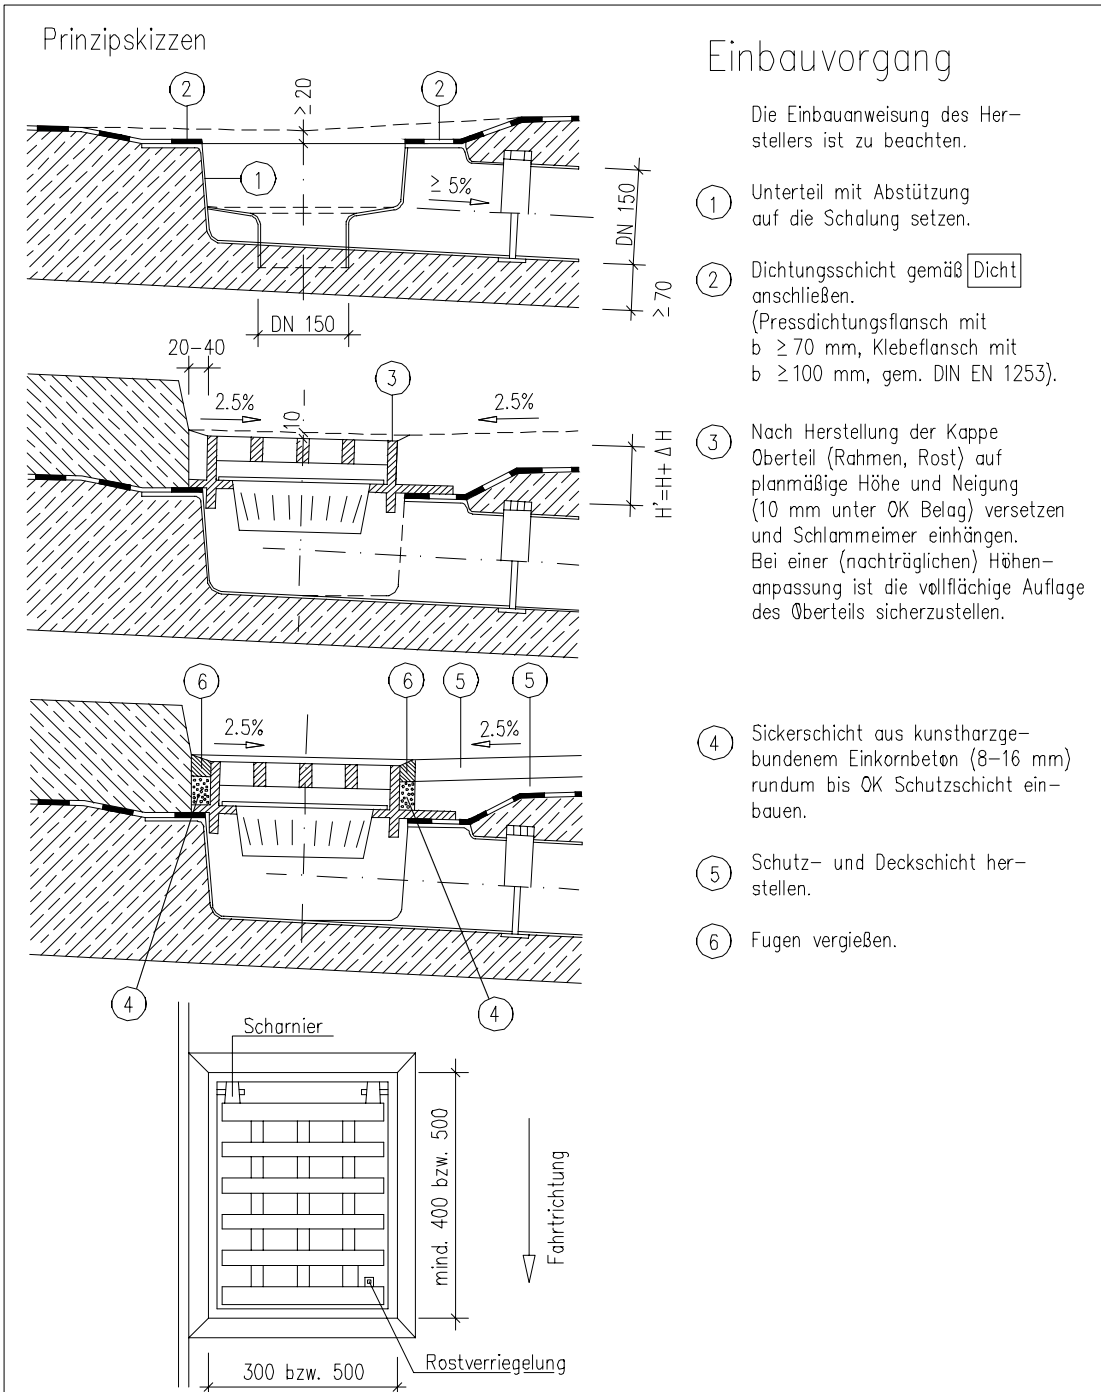 Prinzipskizzen
2
2
≥ 20
1
≥ 5%
DN 150
≥ 70
DN 150
20-40
3
2.5%
10
2.5%
H'=H+ Δ H
6
6
5
5
2.5%
2.5%
4
4
Scharnier
mind. 400 bzw. 500
Fahrtrichtung
Rostverriegelung
300 bzw. 500
Einbauvorgang
Die Einbauanweisung des Her-
stellers ist zu beachten.
1 Unterteil mit Abstützung
auf die Schalung setzen.
2 Dichtungsschicht gemäß Dicht
anschließen.
(Pressdichtungsflansch mit
b ≥ 70 mm, Klebeflansch mit
b ≥ 100 mm, gem. DIN EN 1253).
3 Nach Herstellung der Kappe
Oberteil (Rahmen, Rost) auf
planmäßige Höhe und Neigung
(10 mm unter OK Belag) versetzen
und Schlammeimer einhängen.
Bei einer (nachträglichen) Höhen-
anpassung ist die vollflächige Auflage
des Oberteils sicherzustellen.
4 Sickerschicht aus kunstharzge-
bundenem Einkornbeton (8-16 mm)
rundum bis OK Schutzschicht ein-
bauen.
5 Schutz- und Deckschicht her-
stellen.
6 Fugen vergießen.